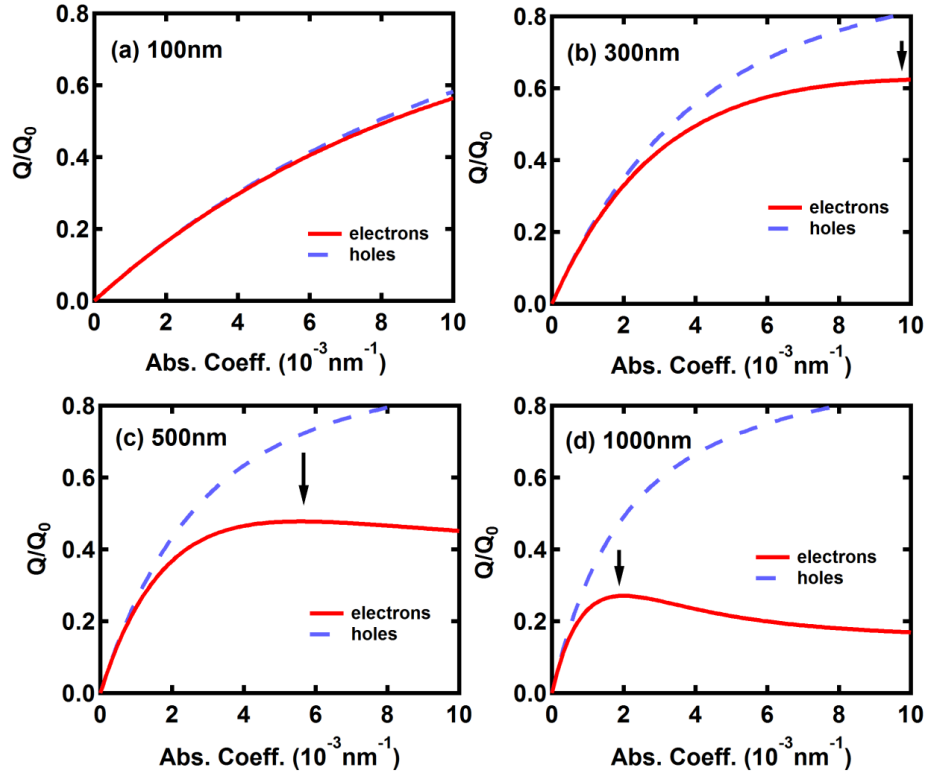 (a) 100nm
Q/Q₀
0.8
0.6
0.4
0.2
0.0
electrons
holes
0 2 4 6 8 10
Abs. Coeff. (10⁻³nm⁻¹)
(b) 300nm
Q/Q₀
0.8
0.6
0.4
0.2
0.0
electrons
holes
0 2 4 6 8 10
Abs. Coeff. (10⁻³nm⁻¹)
(c) 500nm
Q/Q₀
0.8
0.6
0.4
0.2
0.0
electrons
holes
0 2 4 6 8 10
Abs. Coeff. (10⁻³nm⁻¹)
(d) 1000nm
Q/Q₀
0.8
0.6
0.4
0.2
0.0
electrons
holes
0 2 4 6 8 10
Abs. Coeff. (10⁻³nm⁻¹)